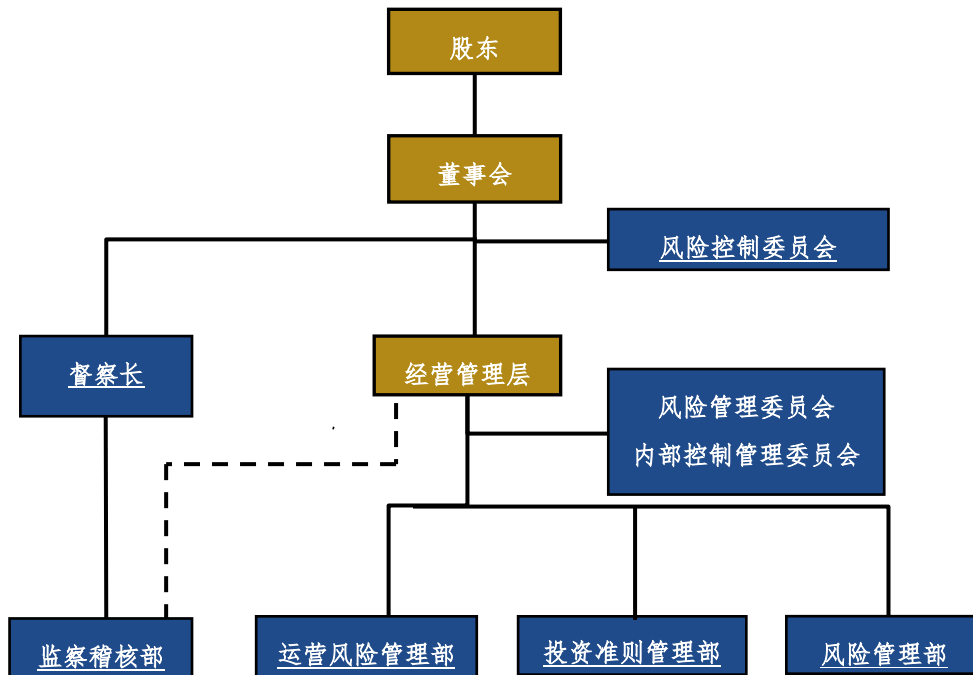 股东
董事会
风险控制委员会
督察长
经营管理层
风险管理委员会
内部控制管理委员会
监察稽核部
运营风险管理部
投资准则管理部
风险管理部